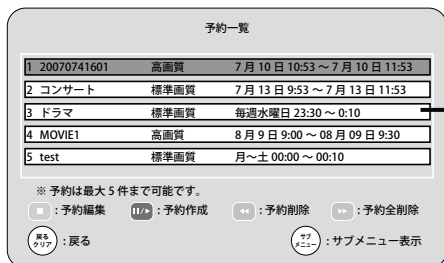 予約一覧
1 20070741601 高画質 7月10日10:53～7月10日11:53
2 コンサート 標準画質 7月13日9:53～7月13日11:53
3 ドラマ 標準画質 毎週水曜日 23:30～0:10
4 MOVIE1 高画質 8月9日9:00～08月09日9:30
5 test 標準画質 月～土 00:00～00:10
※ 予約は最大5件まで可能です。
：予約編集 ：予約作成 ：予約削除 ：予約全削除
戻る
クリア ：戻る
サブ
メニュー ：サブメニュー表示